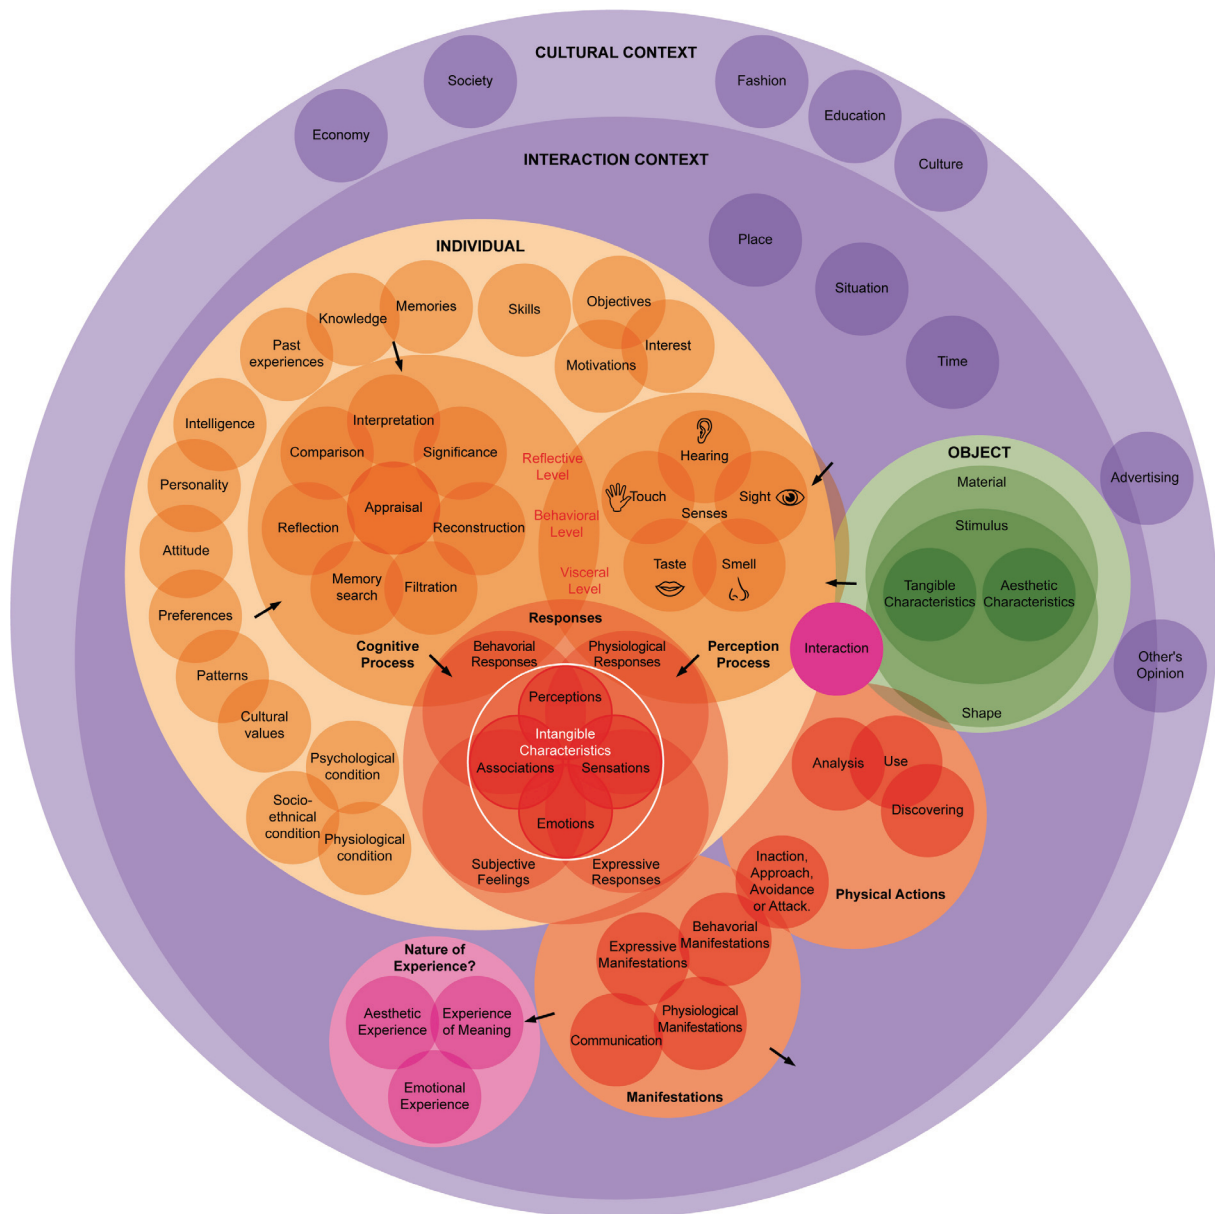 CULTURAL CONTEXT
Society
Fashion
Economy
Education
Culture
INTERACTION CONTEXT
Place
Situation
Time
Advertising
Other's
Opinion
INDIVIDUAL
Memories
Knowledge
Past
experiences
Skills
Objectives
Interest
Motivations
Intelligence
Personality
Attitude
Preferences
Patterns
Cultural
values
Psychological
condition
Socio-
ethnical
condition
Physiological
condition
Interpretation
Comparison
Significance
Appraisal
Reflection
Reconstruction
Memory
search
Filtration
Cognitive
Process
Reflective
Level
Behavioral
Level
Visceral
Level
Hearing
Touch
Sight
Senses
Taste
Smell
Perception
Process
OBJECT
Material
Stimulus
Tangible
Characteristics
Aesthetic
Characteristics
Shape
Interaction
Responses
Behavorial
Responses
Physiological
Responses
Perceptions
Intangible
Characteristics
Associations
Sensations
Emotions
Subjective
Feelings
Expressive
Responses
Analysis
Use
Discovering
Inaction,
Approach,
Avoidance
or Attack.
Physical Actions
Behavorial
Manifestations
Expressive
Manifestations
Physiological
Manifestations
Communication
Manifestations
Nature of
Experience?
Aesthetic
Experience
Experience
of Meaning
Emotional
Experience